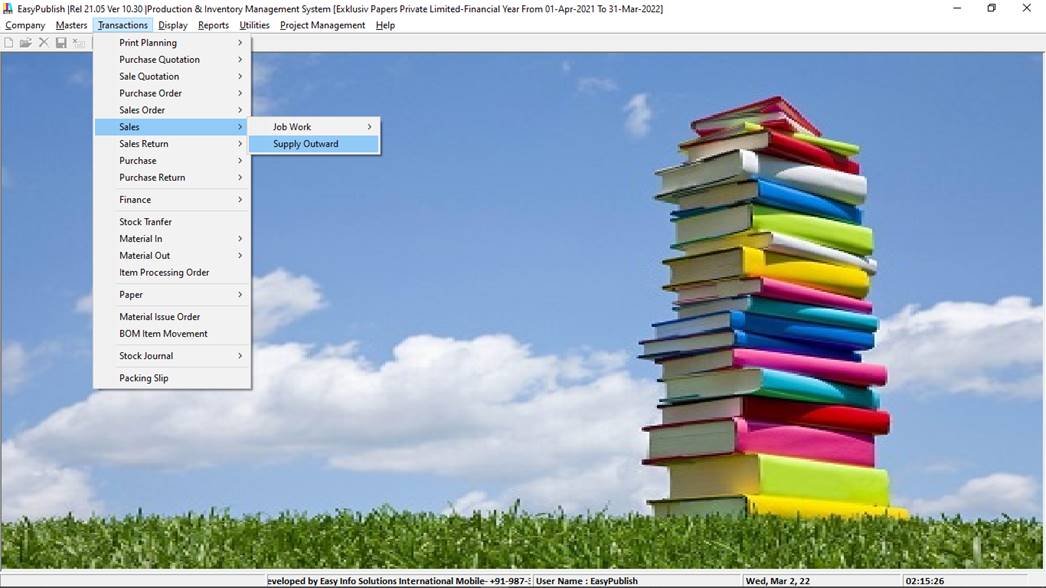 EasyPublish |Rel 21.05 Ver 10.30 |Production & Inventory Management System [Exklusiv Papers Private Limited-Financial Year From 01-Apr-2021 To 31-Mar-2022]
Company Masters Transactions Display Reports Utilities Project Management Help
Print Planning
Purchase Quotation
Sale Quotation
Purchase Order
Sales Order
Sales
Job Work
Sales Return
Supply Outward
Purchase
Purchase Return
Finance
Stock Tranfer
Material In
Material Out
Item Processing Order
Paper
Material Issue Order
BOM Item Movement
Stock Journal
Packing Slip
eveloped by Easy Info Solutions International Mobile- +91-987-3 User Name : EasyPublish Wed, Mar 2, 22 02:15:26